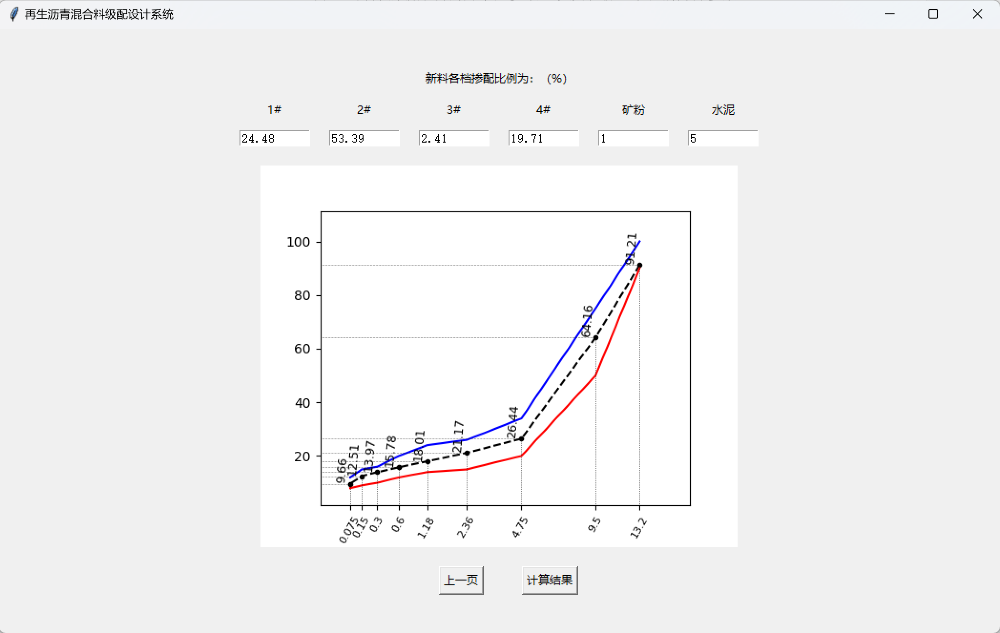 再生沥青混合料级配设计系统
新料各档掺配比例为： （%）
1# 2# 3# 4# 矿粉 水泥
24.48 53.39 2.41 19.71 1 5
100
80
60
40
20
9.66 12.51 13.97 15.78 18.01 21.17 26.44 64.16 91.21
0.075 0.15 0.3 0.6 1.18 2.36 4.75 9.5 13.2
上一页 计算结果